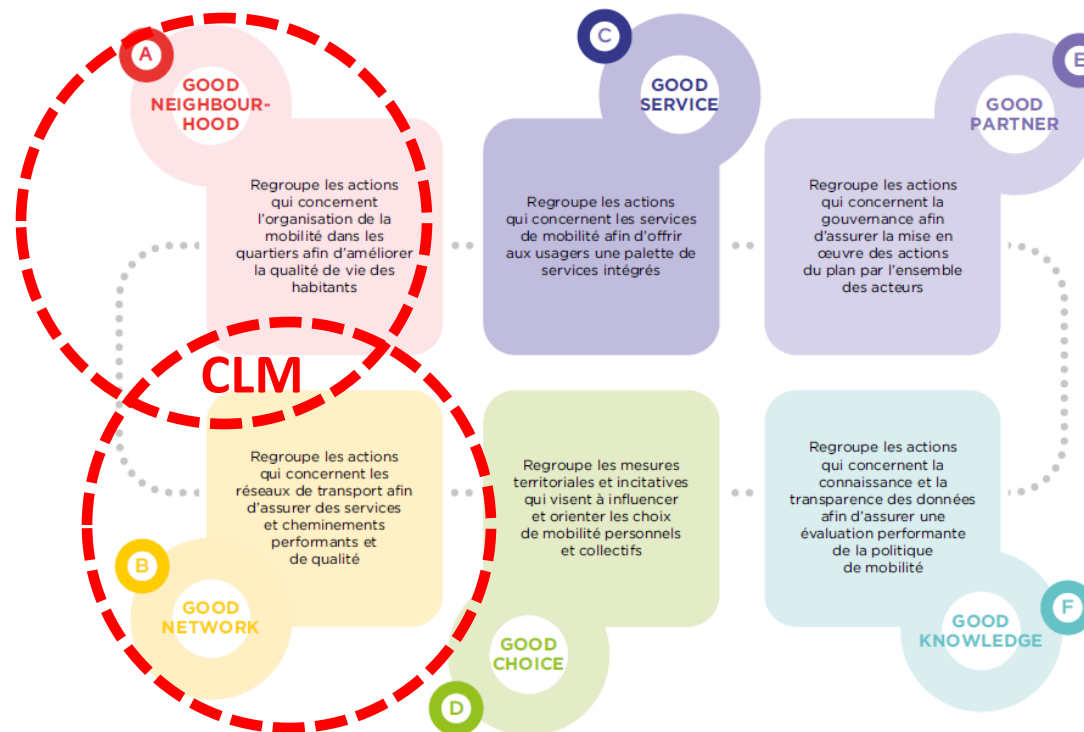 A
GOOD
NEIGHBOUR-
HOOD
Regroupe les actions
qui concernent
l'organisation de la
mobilité dans les
quartiers afin d'améliorer
la qualité de vie des
habitants
C
GOOD
SERVICE
Regroupe les actions
qui concernent les services
de mobilité afin d'offrir
aux usagers une palette de
services intégrés
E
GOOD
PARTNER
Regroupe les actions
qui concernent la
gouvernance afin
d'assurer la mise en
œuvre des actions
du plan par l'ensemble
des acteurs
CLM
Regroupe les actions
qui concernent les
réseaux de transport afin
d'assurer des services
et cheminements
performants et
de qualité
B
GOOD
NETWORK
Regroupe les mesures
territoriales et incitatives
qui visent à influencer
et orienter les choix
de mobilité personnels
et collectifs
GOOD
CHOICE
D
Regroupe les actions
qui concernent la
connaissance et la
transparence des données
afin d'assurer une
évaluation performante
de la politique
de mobilité
F
GOOD
KNOWLEDGE